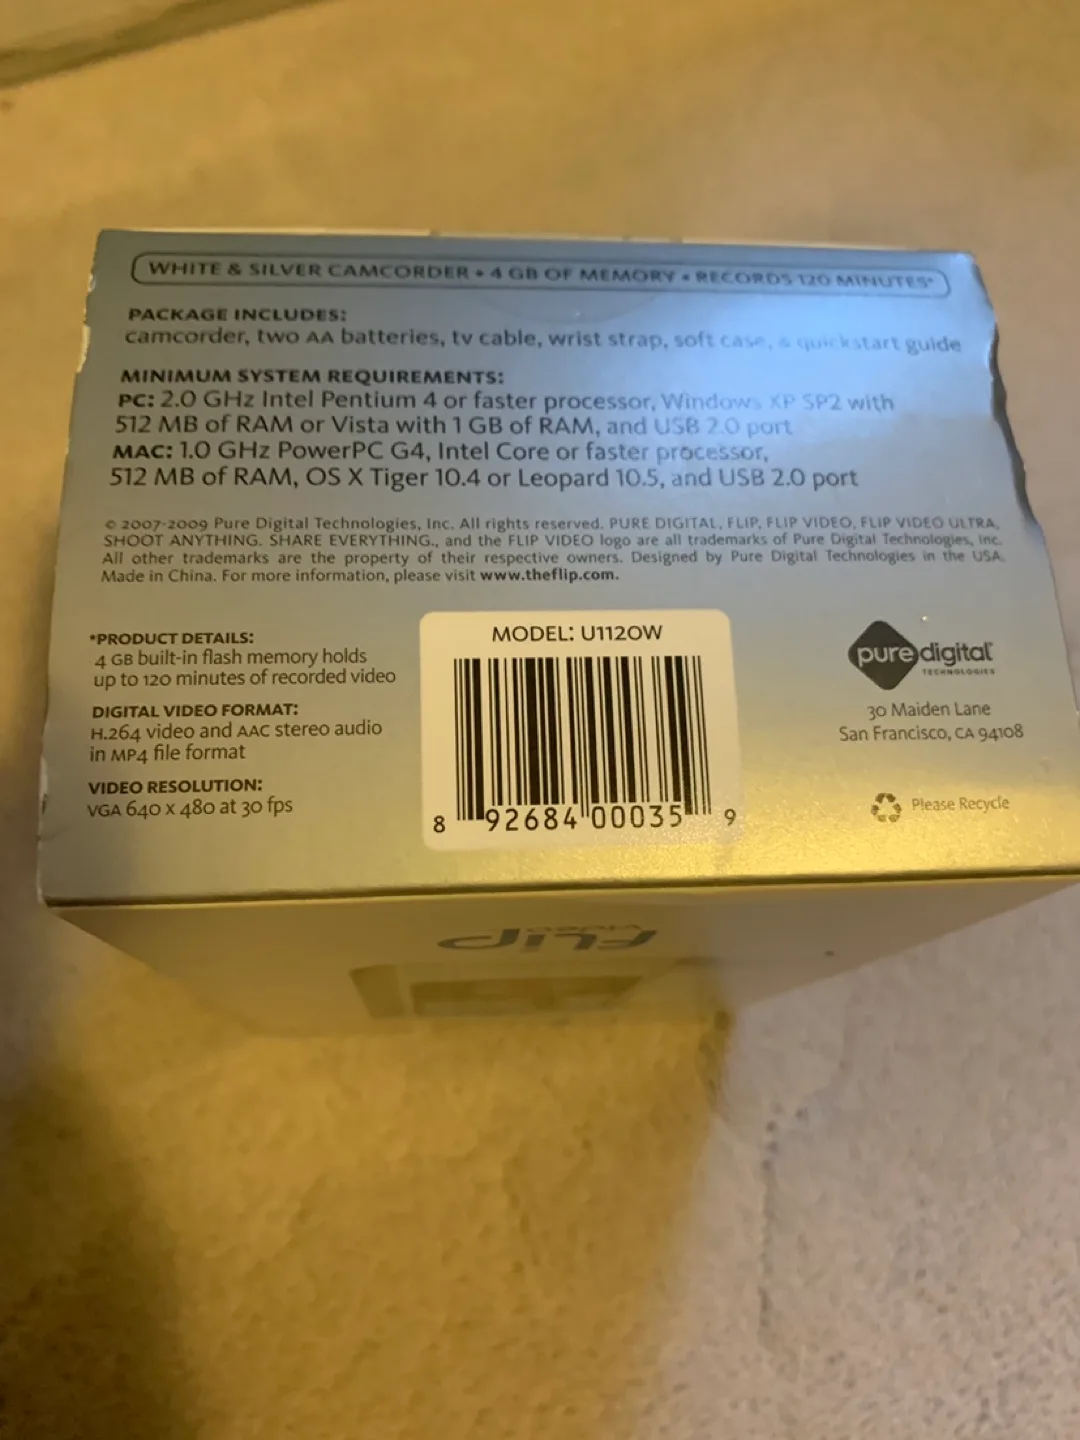 WHITE & SILVER CAMCORDER • 4 GB OF MEMORY • RECORDS 120 MINUTES*
PACKAGE INCLUDES:
camcorder, two AA batteries, tv cable, wrist strap, soft case, & quickstart guide
MINIMUM SYSTEM REQUIREMENTS:
PC: 2.0 GHz Intel Pentium 4 or faster processor, Windows XP SP2 with
512 MB of RAM or Vista with 1 GB of RAM, and USB 2.0 port
MAC: 1.0 GHz PowerPC G4, Intel Core or faster processor,
512 MB of RAM, OS X Tiger 10.4 or Leopard 10.5, and USB 2.0 port
© 2007-2009 Pure Digital Technologies, Inc. All rights reserved. PURE DIGITAL, FLIP, FLIP VIDEO, FLIP VIDEO ULTRA,
SHOOT ANYTHING. SHARE EVERYTHING., and the FLIP VIDEO logo are all trademarks of Pure Digital Technologies, Inc.
All other trademarks are the property of their respective owners. Designed by Pure Digital Technologies in the USA.
Made in China. For more information, please visit www.theflip.com.
*PRODUCT DETAILS:
4 GB built-in flash memory holds
up to 120 minutes of recorded video
DIGITAL VIDEO FORMAT:
H.264 video and AAC stereo audio
in MP4 file format
VIDEO RESOLUTION:
VGA 640 x 480 at 30 fps
MODEL: U1120W
8 92684 00035 9
pure digital
TECHNOLOGIES
30 Maiden Lane
San Francisco, CA 94108
Please Recycle
flip
video